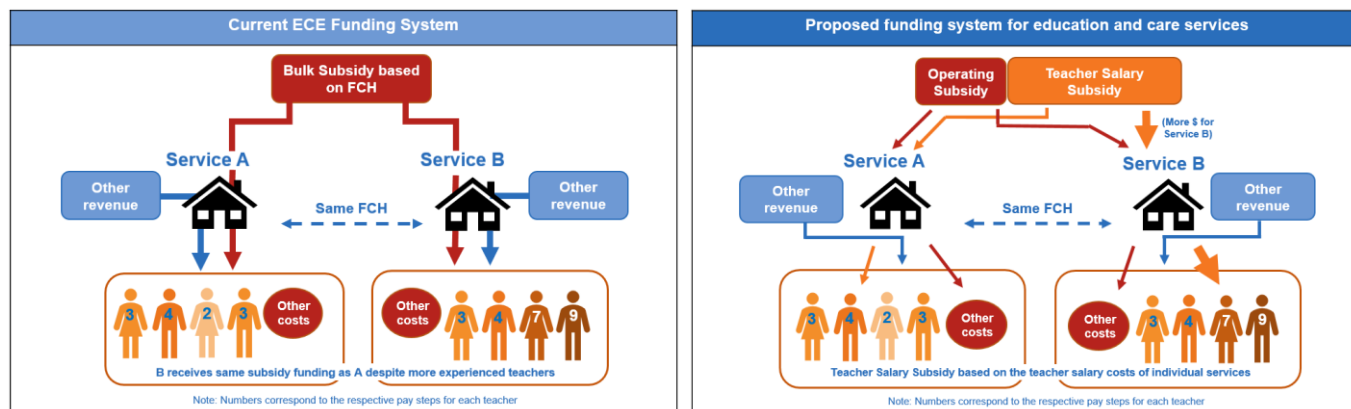 Current ECE Funding System
Bulk Subsidy based
on FCH
Service A
Service B
Other
revenue
Other
revenue
Same FCH
3
4
2
3
Other
costs
Other
costs
3
4
7
9
B receives same subsidy funding as A despite more experienced teachers
Note: Numbers correspond to the respective pay steps for each teacher
Proposed funding system for education and care services
Operating
Subsidy
Teacher Salary
Subsidy
(More $ for
Service B)
Service A
Service B
Other
revenue
Other
revenue
Same FCH
3
4
2
3
Other
costs
Other
costs
3
4
7
9
Teacher Salary Subsidy based on the teacher salary costs of individual services
Note: Numbers correspond to the respective pay steps for each teacher